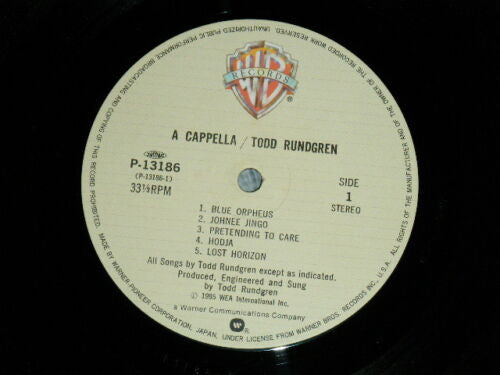 WB
RECORDS
A CAPPELLA / TODD RUNDGREN
P-13186
(P-13186-1)
33⅓RPM
SIDE
1
STEREO
1. BLUE ORPHEUS
2. JOHNEE JINGO
3. PRETENDING TO CARE
4. HODJA
5. LOST HORIZON
All Songs by Todd Rundgren except as indicated.
Produced, Engineered and Sung
by Todd Rundgren
Ⓟ 1985 WEA International Inc.
a Warner Communications Company
MADE BY WARNER-PIONEER CORPORATION, JAPAN, UNDER LICENSE FROM WARNER BROS. RECORDS INC., U.S.A. ALL RIGHTS OF THE MANUFACTURER AND OF THE OWNER OF THE RECORDED WORK RESERVED. UNAUTHORIZED PUBLIC PERFORMANCE, BROADCASTING AND COPYING OF THIS RECORD PROHIBITED.